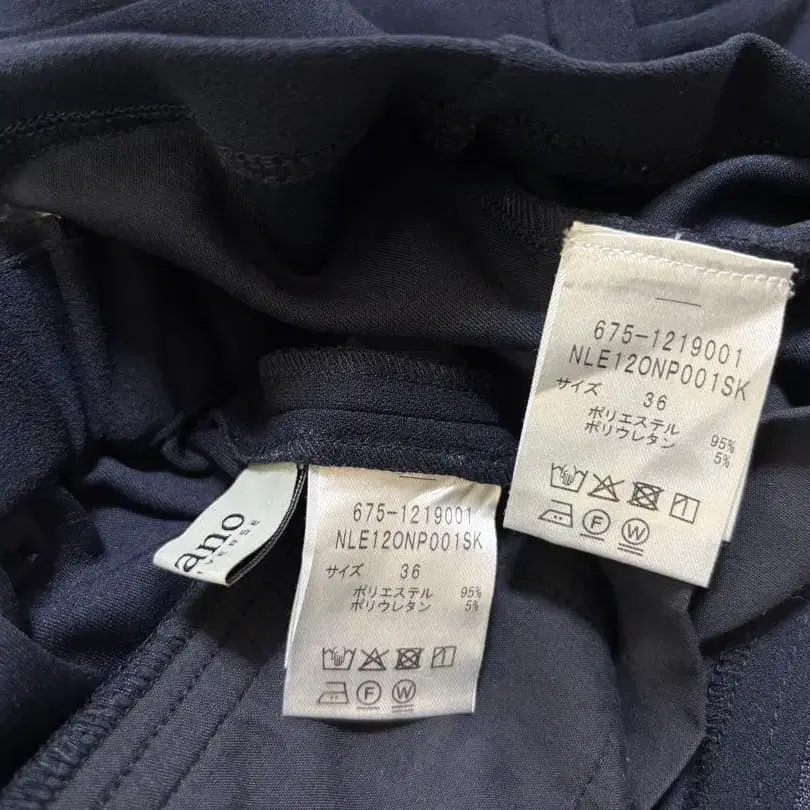 675-1219001
NLE12ONP001SK
サイズ 36
ポリエステル 95%
ポリウレタン 5%
F W
ano
675-1219001
NLE12ONP001SK
サイズ 36
ポリエステル 95%
ポリウレタン 5%
F W